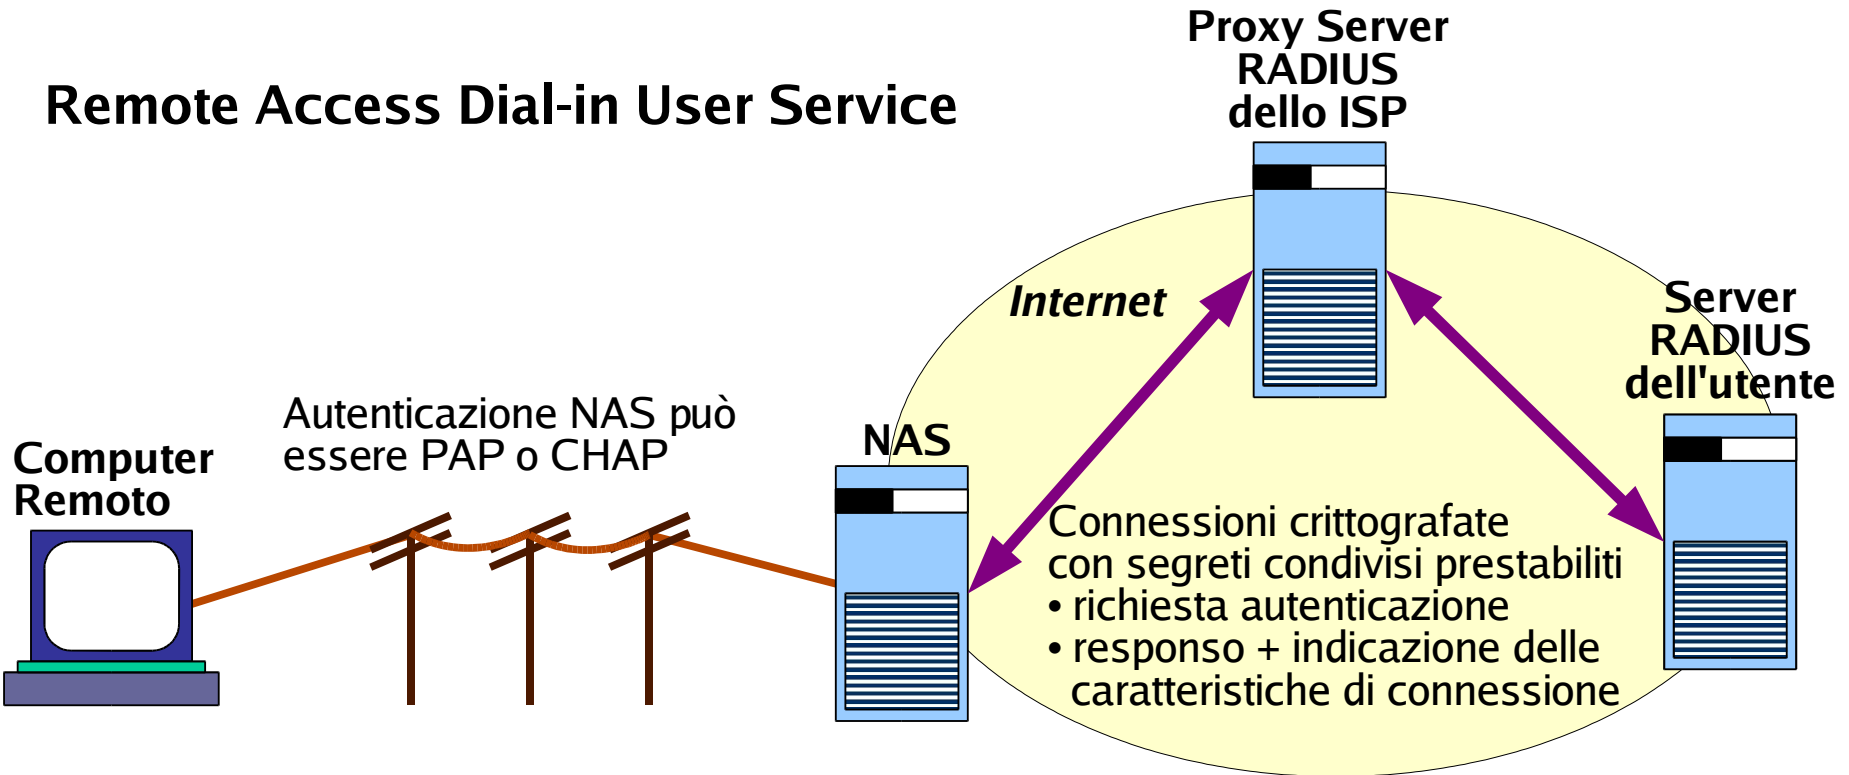 Remote Access Dial-in User Service
Proxy Server
RADIUS
dello ISP
Internet
Server
RADIUS
dell'utente
Autenticazione NAS può
essere PAP o CHAP
NAS
Computer
Remoto
Connessioni crittografate
con segreti condivisi prestabiliti
• richiesta autenticazione
• responso + indicazione delle
caratteristiche di connessione